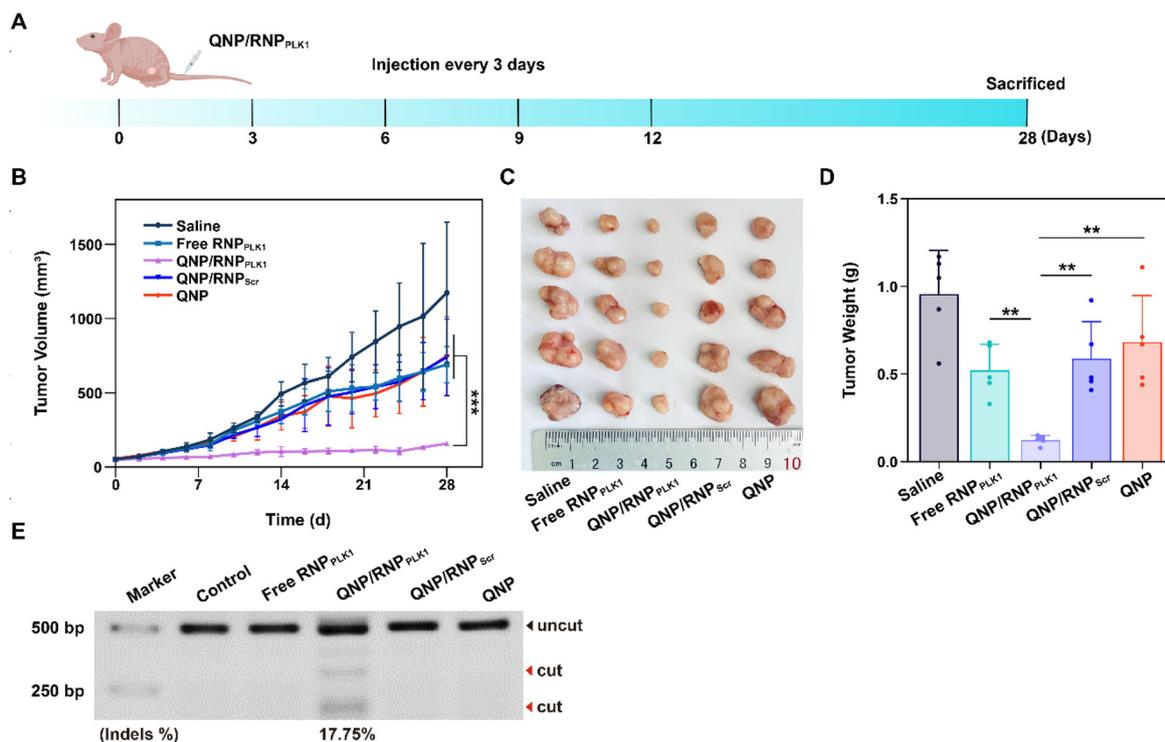 A
QNP/RNPPLK1
Injection every 3 days
Sacrificed
0 3 6 9 12 28 (Days)
B
Tumor Volume (mm³)
1500
1000
500
0
0 7 14 21 28
Time (d)
Saline
Free RNPPLK1
QNP/RNPPLK1
QNP/RNPScr
QNP
***
C
cm 1 2 3 4 5 6 7 8 9 10
Saline
Free RNPPLK1
QNP/RNPPLK1
QNP/RNPScr
QNP
D
Tumor Weight (g)
1.5
1.0
0.5
0.0
**
**
**
Saline
Free RNPPLK1
QNP/RNPPLK1
QNP/RNPScr
QNP
E
Marker
Control
Free RNPPLK1
QNP/RNPPLK1
QNP/RNPScr
QNP
500 bp
uncut
cut
250 bp
cut
(Indels %) 17.75%